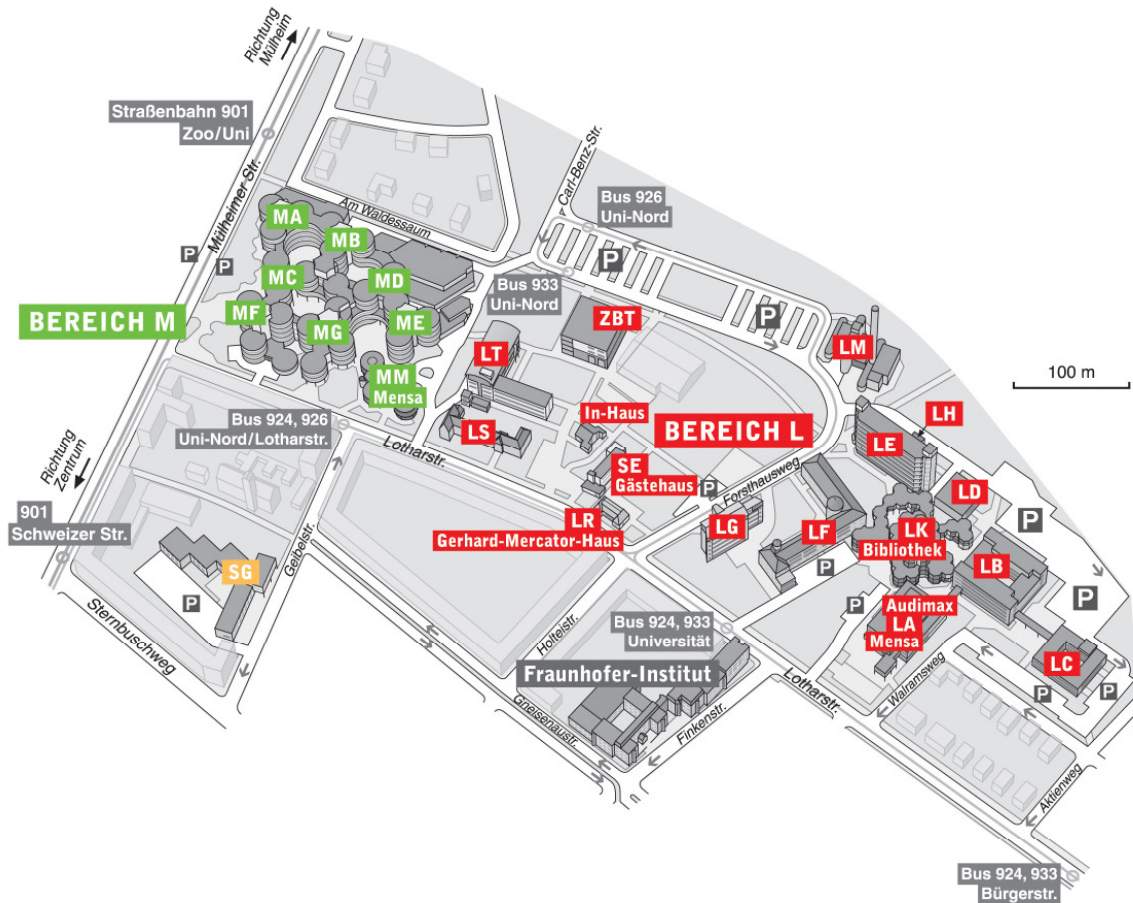 Richtung
Mülheim
Straßenbahn 901
Zoo/Uni
Mülheimer Str.
Carl-Benz-Str.
Bus 926
Uni-Nord
Am Waldessaum
MA
MB
P
P
P
MC
MD
Bus 933
Uni-Nord
BEREICH M
MF
MG
ME
ZBT
P
LT
LM
MM
Mensa
100 m
Bus 924, 926
Uni-Nord/Lotharstr.
LS
In-Haus
BEREICH L
LH
LE
Lotharstr.
Richtung
Zentrum
SE
Gästehaus
P
Forsthausweg
LD
901
Schweizer Str.
LR
Gerhard-Mercator-Haus
LG
LF
LK
Bibliothek
P
SG
Geibelstr.
P
LB
P
P
P
Audimax
LA
Mensa
Sternbuschweg
Holteistr.
Bus 924, 933
Universität
LC
P
P
Fraunhofer-Institut
Walramsweg
Lotharstr.
Gneisenaustr.
Finkenstr.
Aktienweg
Bus 924, 933
Bürgerstr.